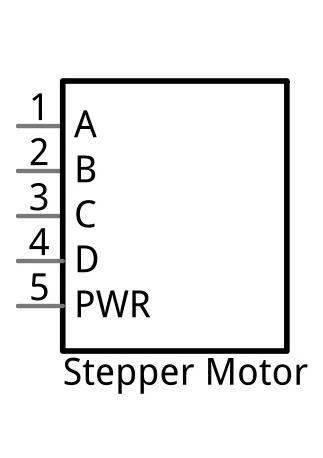 1 A
2 B
3 C
4 D
5 PWR
Stepper Motor